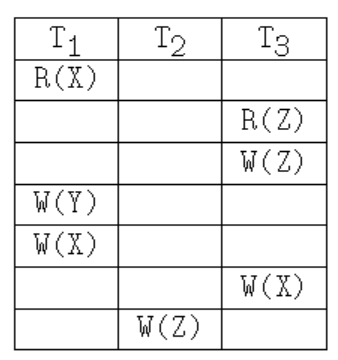 T₁ T₂ T₃
R(X)
R(Z)
W(Z)
W(Y)
W(X)
W(X)
W(Z)